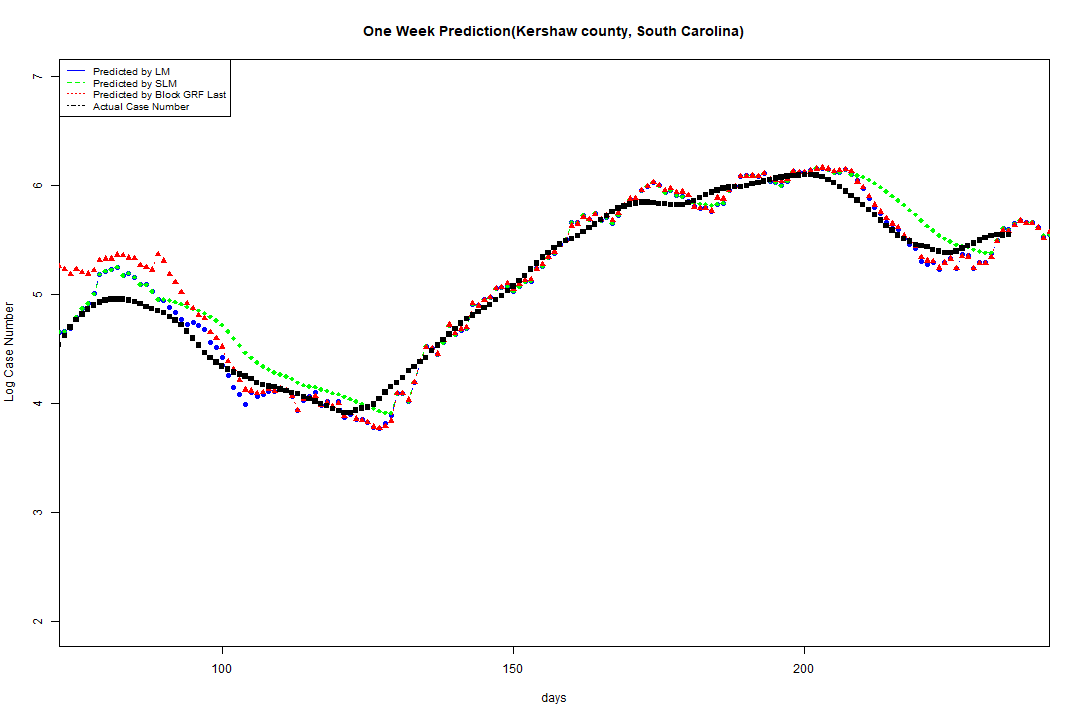 One Week Prediction(Kershaw county, South Carolina)
Predicted by LM
Predicted by SLM
Predicted by Block GRF Last
Actual Case Number
7
6
5
4
3
2
Log Case Number
100 150 200
days